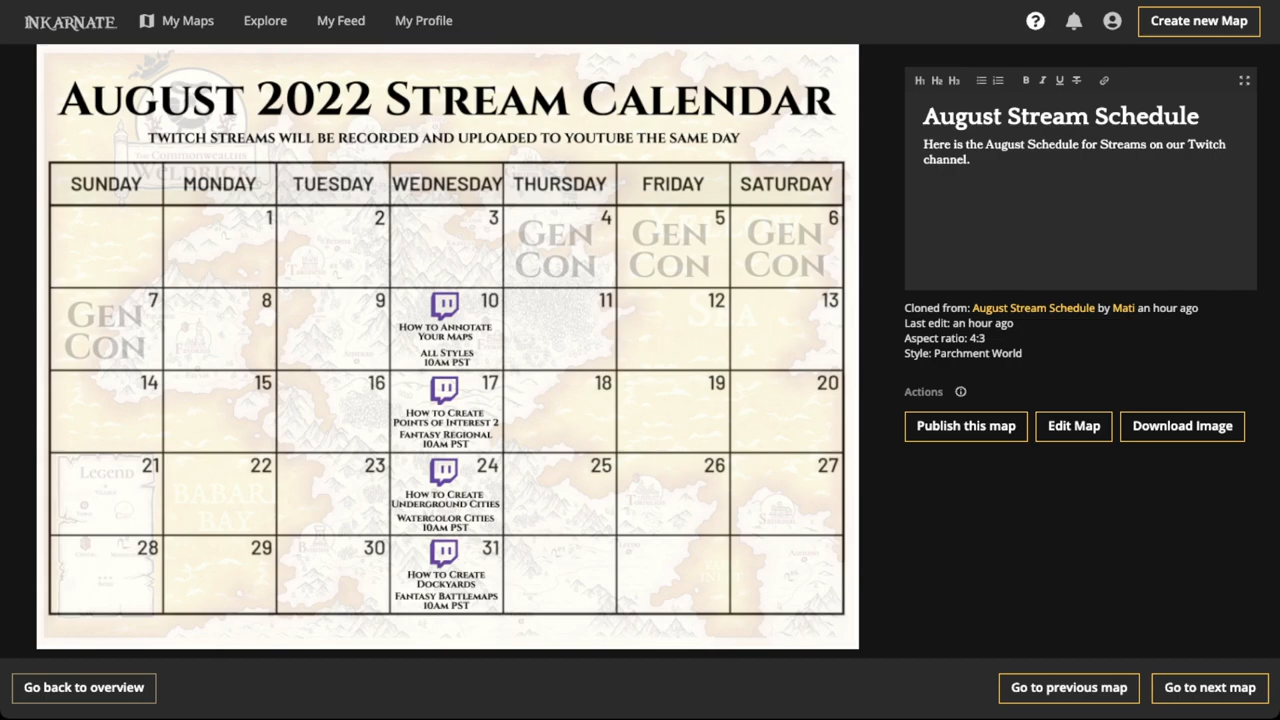 INKARNATE My Maps Explore My Feed My Profile ? Create new Map
AUGUST 2022 STREAM CALENDAR
TWITCH STREAMS WILL BE RECORDED AND UPLOADED TO YOUTUBE THE SAME DAY
SUNDAY MONDAY TUESDAY WEDNESDAY THURSDAY FRIDAY SATURDAY
1 2 3 4 5 6
GEN GEN GEN
CON CON CON
7 8 9 10 11 12 13
GEN
CON
HOW TO ANNOTATE
YOUR MAPS
ALL STYLES
10AM PST
14 15 16 17 18 19 20
HOW TO CREATE
POINTS OF INTEREST 2
FANTASY REGIONAL
10AM PST
21 22 23 24 25 26 27
Legend
HOW TO CREATE
UNDERGROUND CITIES
WATERCOLOR CITIES
10AM PST
28 29 30 31
HOW TO CREATE
DOCKYARDS
FANTASY BATTLEMAPS
10AM PST
H1 H2 H3 B I U T
August Stream Schedule
Here is the August Schedule for Streams on our Twitch
channel.
Cloned from: August Stream Schedule by Mati an hour ago
Last edit: an hour ago
Aspect ratio: 4:3
Style: Parchment World
Actions
Publish this map Edit Map Download Image
Go back to overview Go to previous map Go to next map